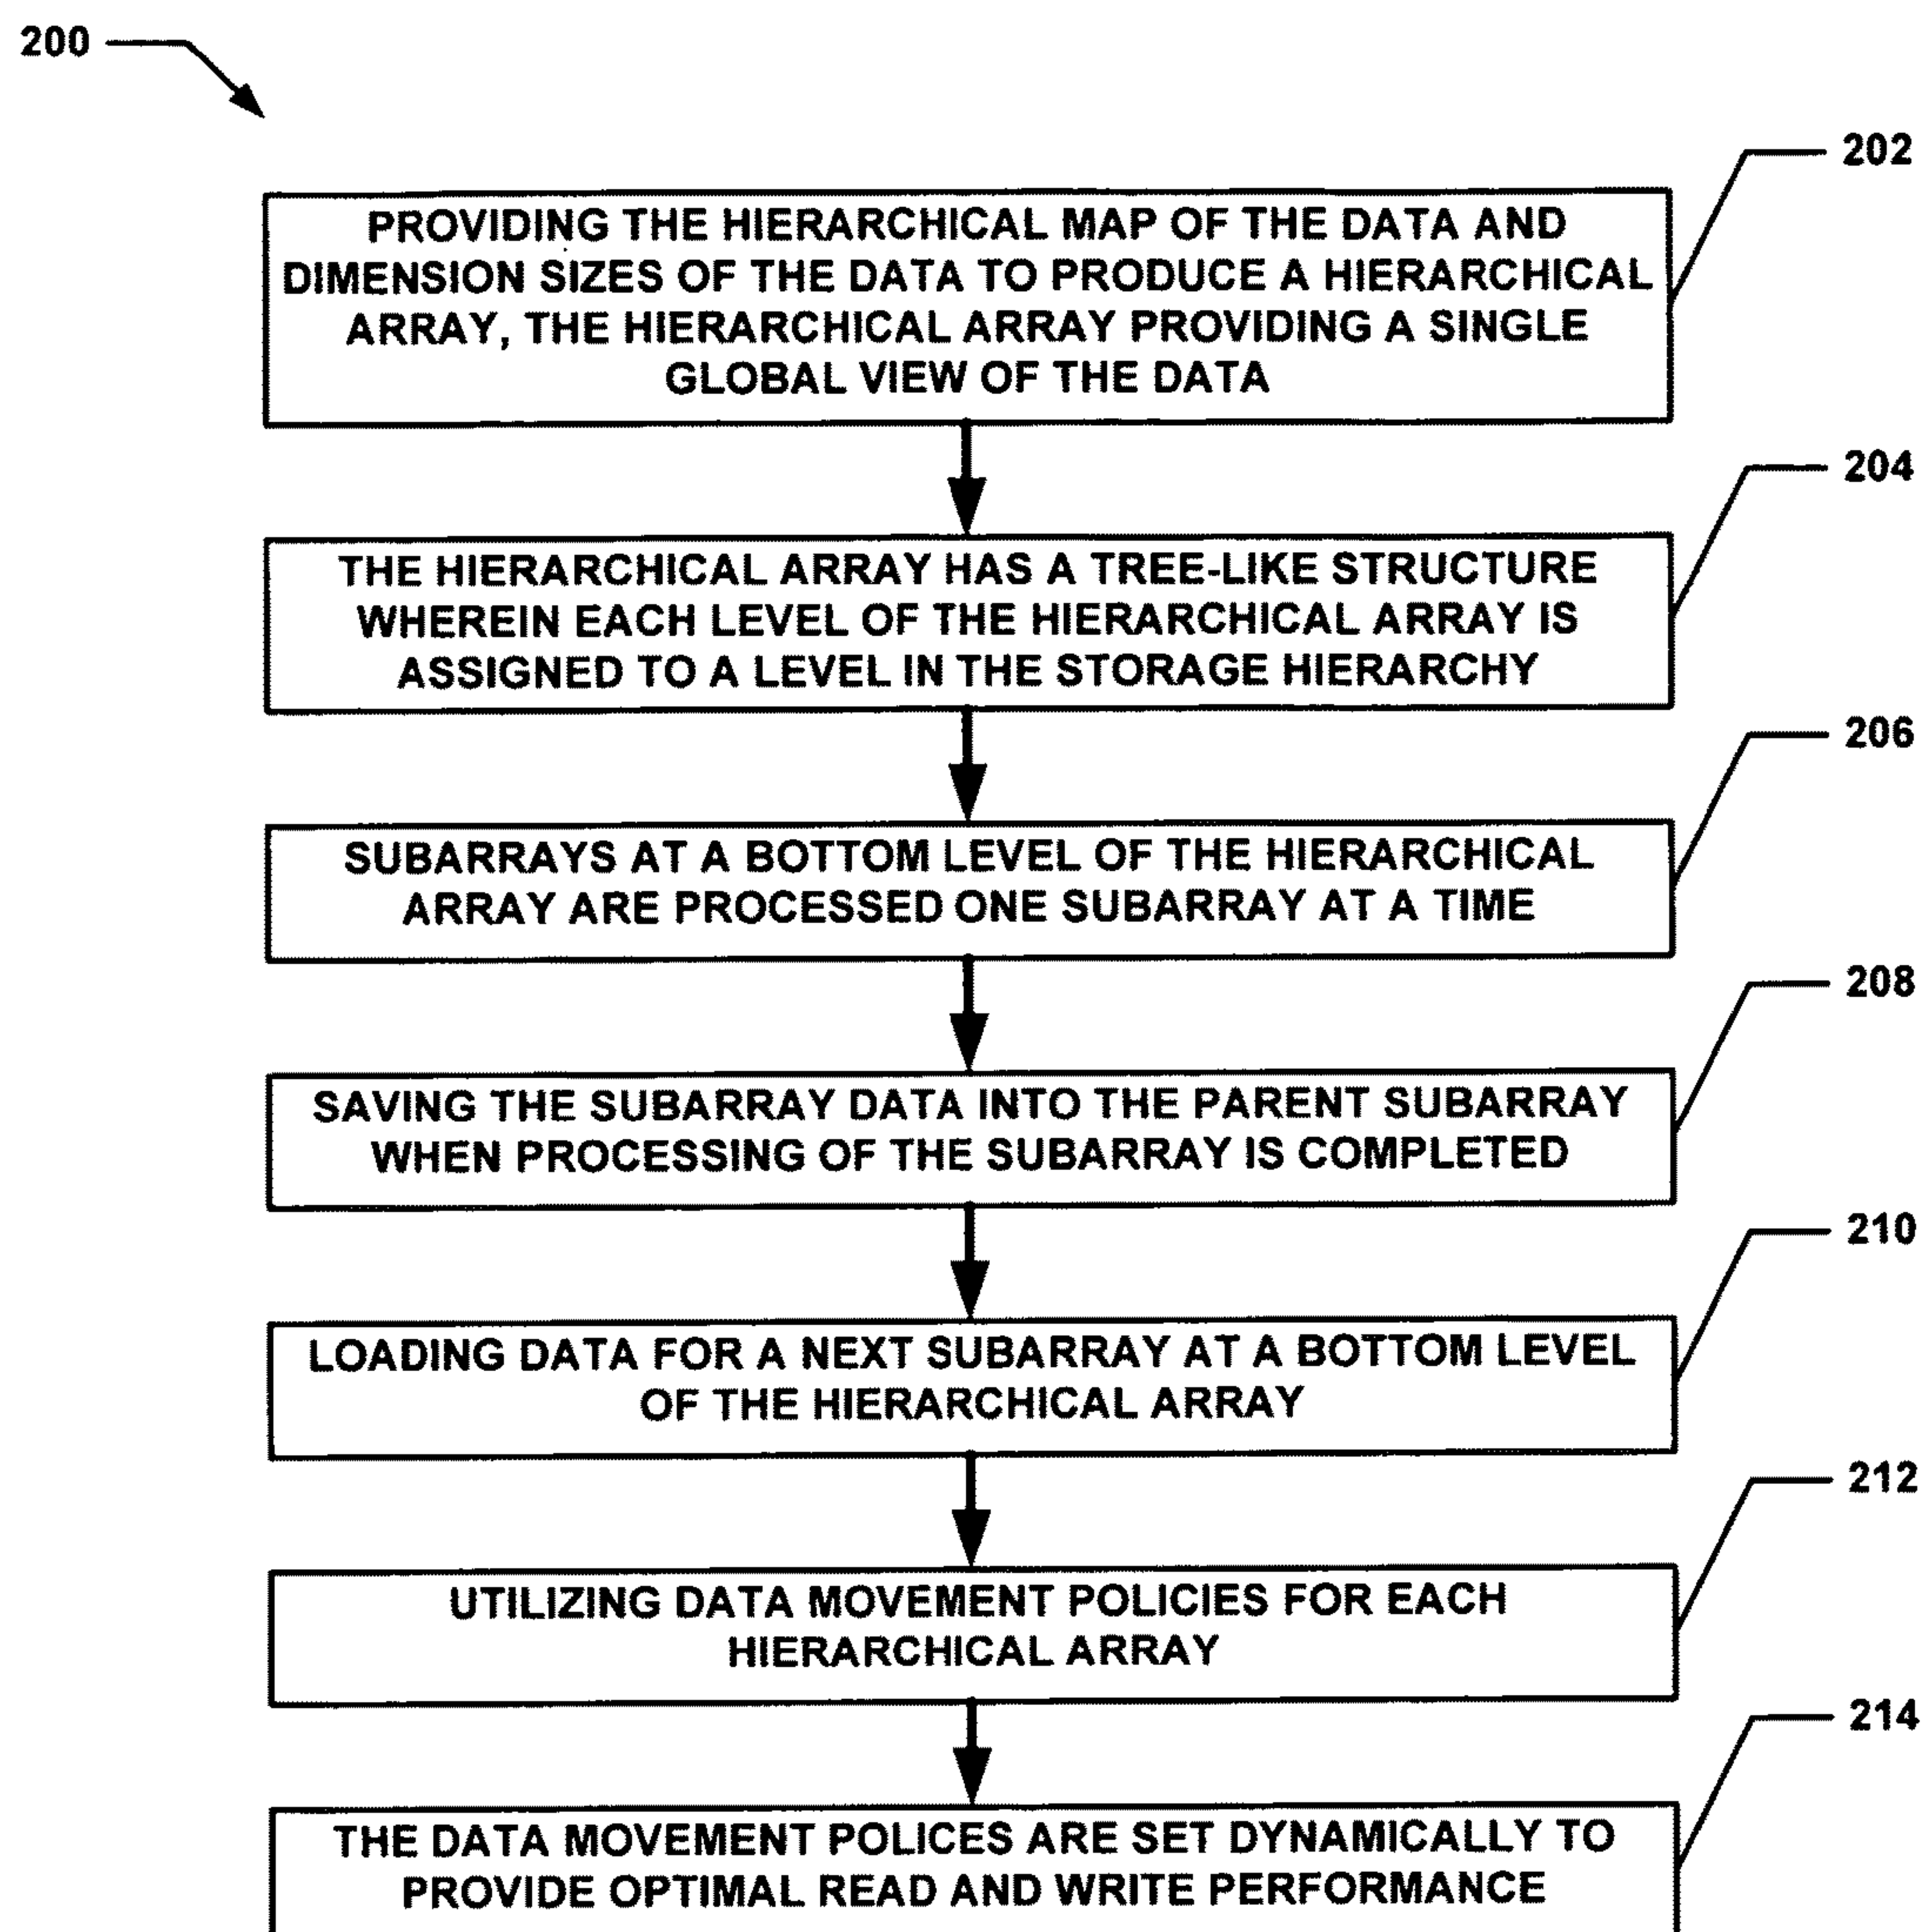 200
202
PROVIDING THE HIERARCHICAL MAP OF THE DATA AND
DIMENSION SIZES OF THE DATA TO PRODUCE A HIERARCHICAL
ARRAY, THE HIERARCHICAL ARRAY PROVIDING A SINGLE
GLOBAL VIEW OF THE DATA
204
THE HIERARCHICAL ARRAY HAS A TREE-LIKE STRUCTURE
WHEREIN EACH LEVEL OF THE HIERARCHICAL ARRAY IS
ASSIGNED TO A LEVEL IN THE STORAGE HIERARCHY
206
SUBARRAYS AT A BOTTOM LEVEL OF THE HIERARCHICAL
ARRAY ARE PROCESSED ONE SUBARRAY AT A TIME
208
SAVING THE SUBARRAY DATA INTO THE PARENT SUBARRAY
WHEN PROCESSING OF THE SUBARRAY IS COMPLETED
210
LOADING DATA FOR A NEXT SUBARRAY AT A BOTTOM LEVEL
OF THE HIERARCHICAL ARRAY
212
UTILIZING DATA MOVEMENT POLICIES FOR EACH
HIERARCHICAL ARRAY
214
THE DATA MOVEMENT POLICES ARE SET DYNAMICALLY TO
PROVIDE OPTIMAL READ AND WRITE PERFORMANCE